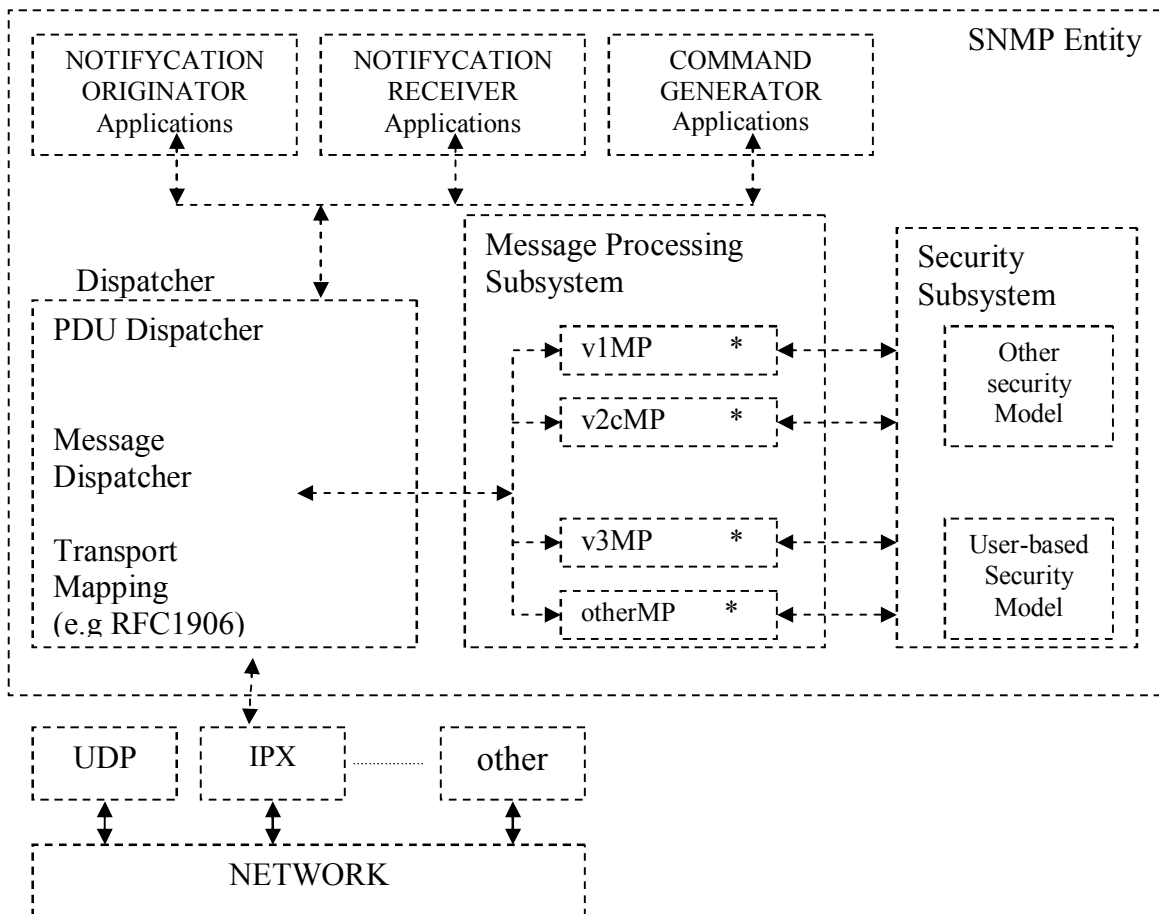 SNMP Entity
NOTIFYCATION
ORIGINATOR
Applications
NOTIFYCATION
RECEIVER
Applications
COMMAND
GENERATOR
Applications
Dispatcher
PDU Dispatcher
Message
Dispatcher
Transport
Mapping
(e.g RFC1906)
Message Processing
Subsystem
v1MP *
v2cMP *
v3MP *
otherMP *
Security
Subsystem
Other
security
Model
User-based
Security
Model
UDP
IPX
other
NETWORK